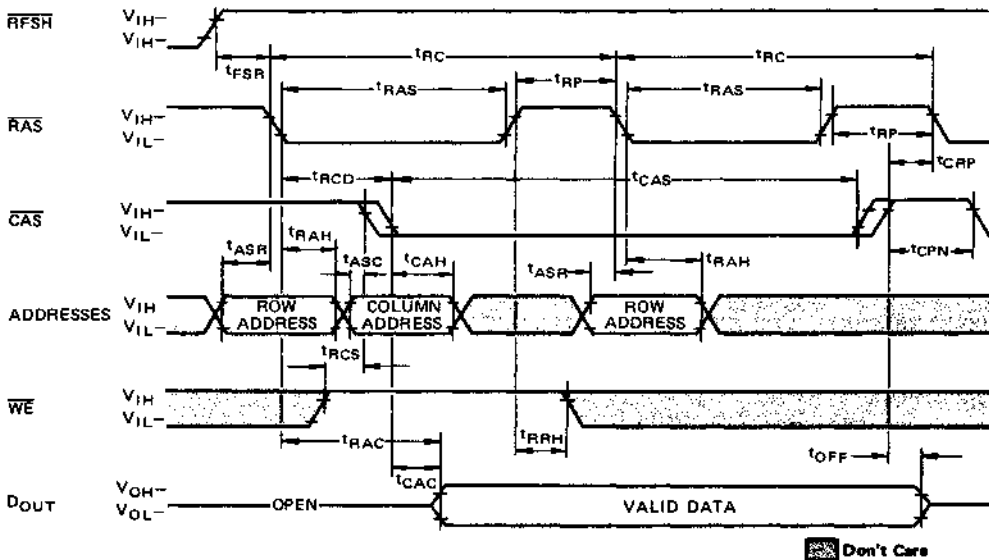 RFSH
VIH–
VIH–
tFSR
tRC
tRC
tRAS
tRP
tRAS
RAS
VIH–
VIL–
tRP
tCRP
tRCD
tCAS
CAS
VIH–
VIL–
tASR
tRAH
tASC
tCAH
tASR
tRAH
tCPN
ADDRESSES
VIH
VIL–
ROW
ADDRESS
COLUMN
ADDRESS
ROW
ADDRESS
tRCS
WE
VIH
VIL–
tRAC
tRRH
tOFF
tCAC
DOUT
VOH–
VOL–
OPEN
VALID DATA
Don't Care